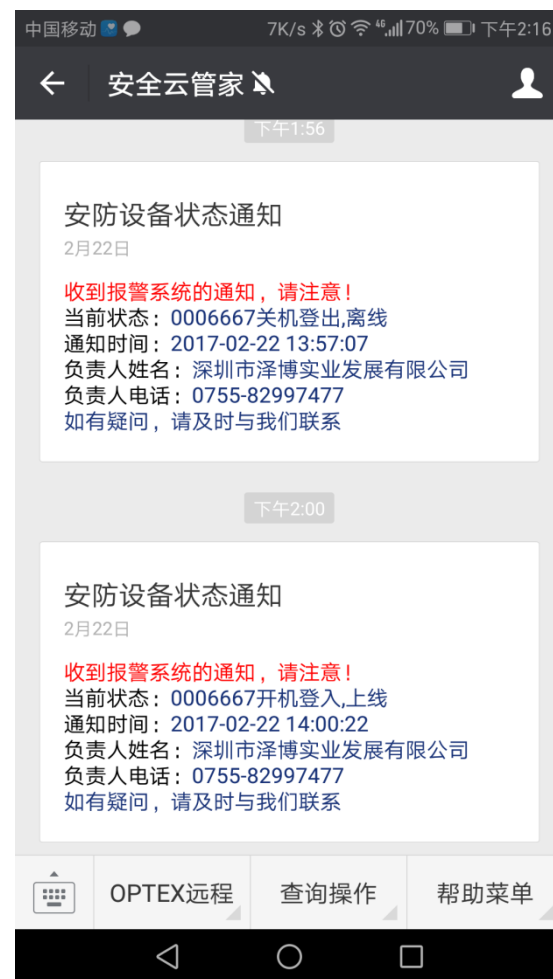 中国移动 7K/s 46 70% 下午2:16
安全云管家
下午1:56
安防设备状态通知
2月22日
收到报警系统的通知，请注意！
当前状态：0006667关机登出,离线
通知时间：2017-02-22 13:57:07
负责人姓名：深圳市泽博实业发展有限公司
负责人电话：0755-82997477
如有疑问，请及时与我们联系
下午2:00
安防设备状态通知
2月22日
收到报警系统的通知，请注意！
当前状态：0006667开机登入,上线
通知时间：2017-02-22 14:00:22
负责人姓名：深圳市泽博实业发展有限公司
负责人电话：0755-82997477
如有疑问，请及时与我们联系
OPTEX远程 查询操作 帮助菜单